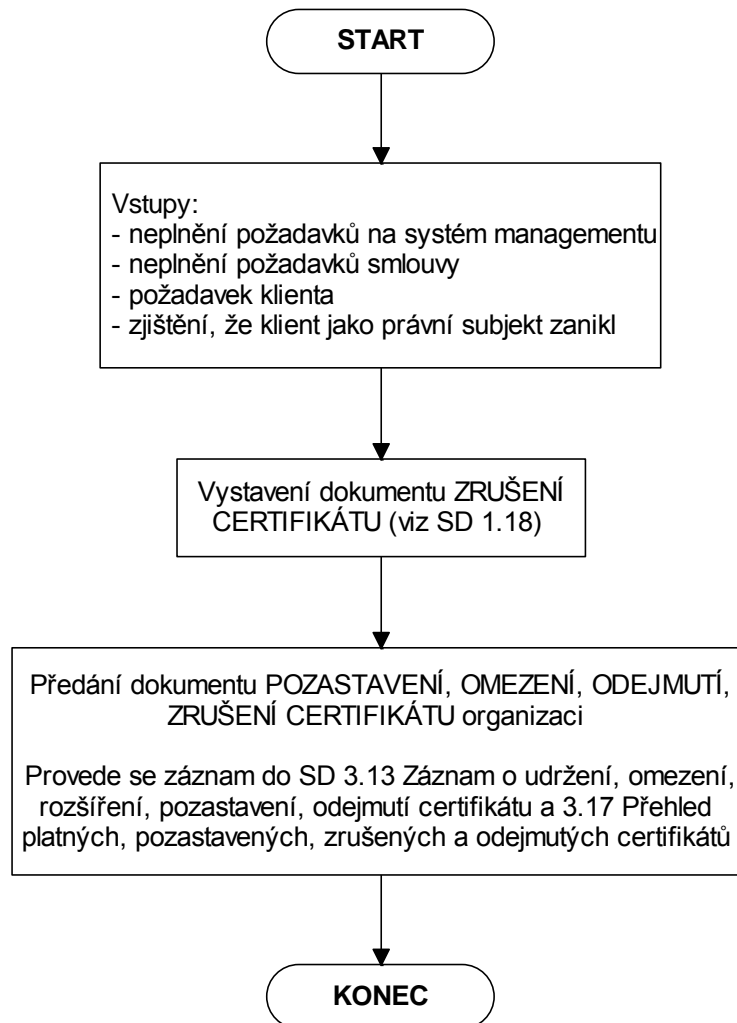 START
Vstupy:
- neplnění požadavků na systém managementu
- neplnění požadavků smlouvy
- požadavek klienta
- zjištění, že klient jako právní subjekt zanikl
Vystavení dokumentu ZRUŠENÍ
CERTIFIKÁTU (viz SD 1.18)
Předání dokumentu POZASTAVENÍ, OMEZENÍ, ODEJMUTÍ,
ZRUŠENÍ CERTIFIKÁTU organizaci
Provede se záznam do SD 3.13 Záznam o udržení, omezení,
rozšíření, pozastavení, odejmutí certifikátu a 3.17 Přehled
platných, pozastavených, zrušených a odejmutých certifikátů
KONEC